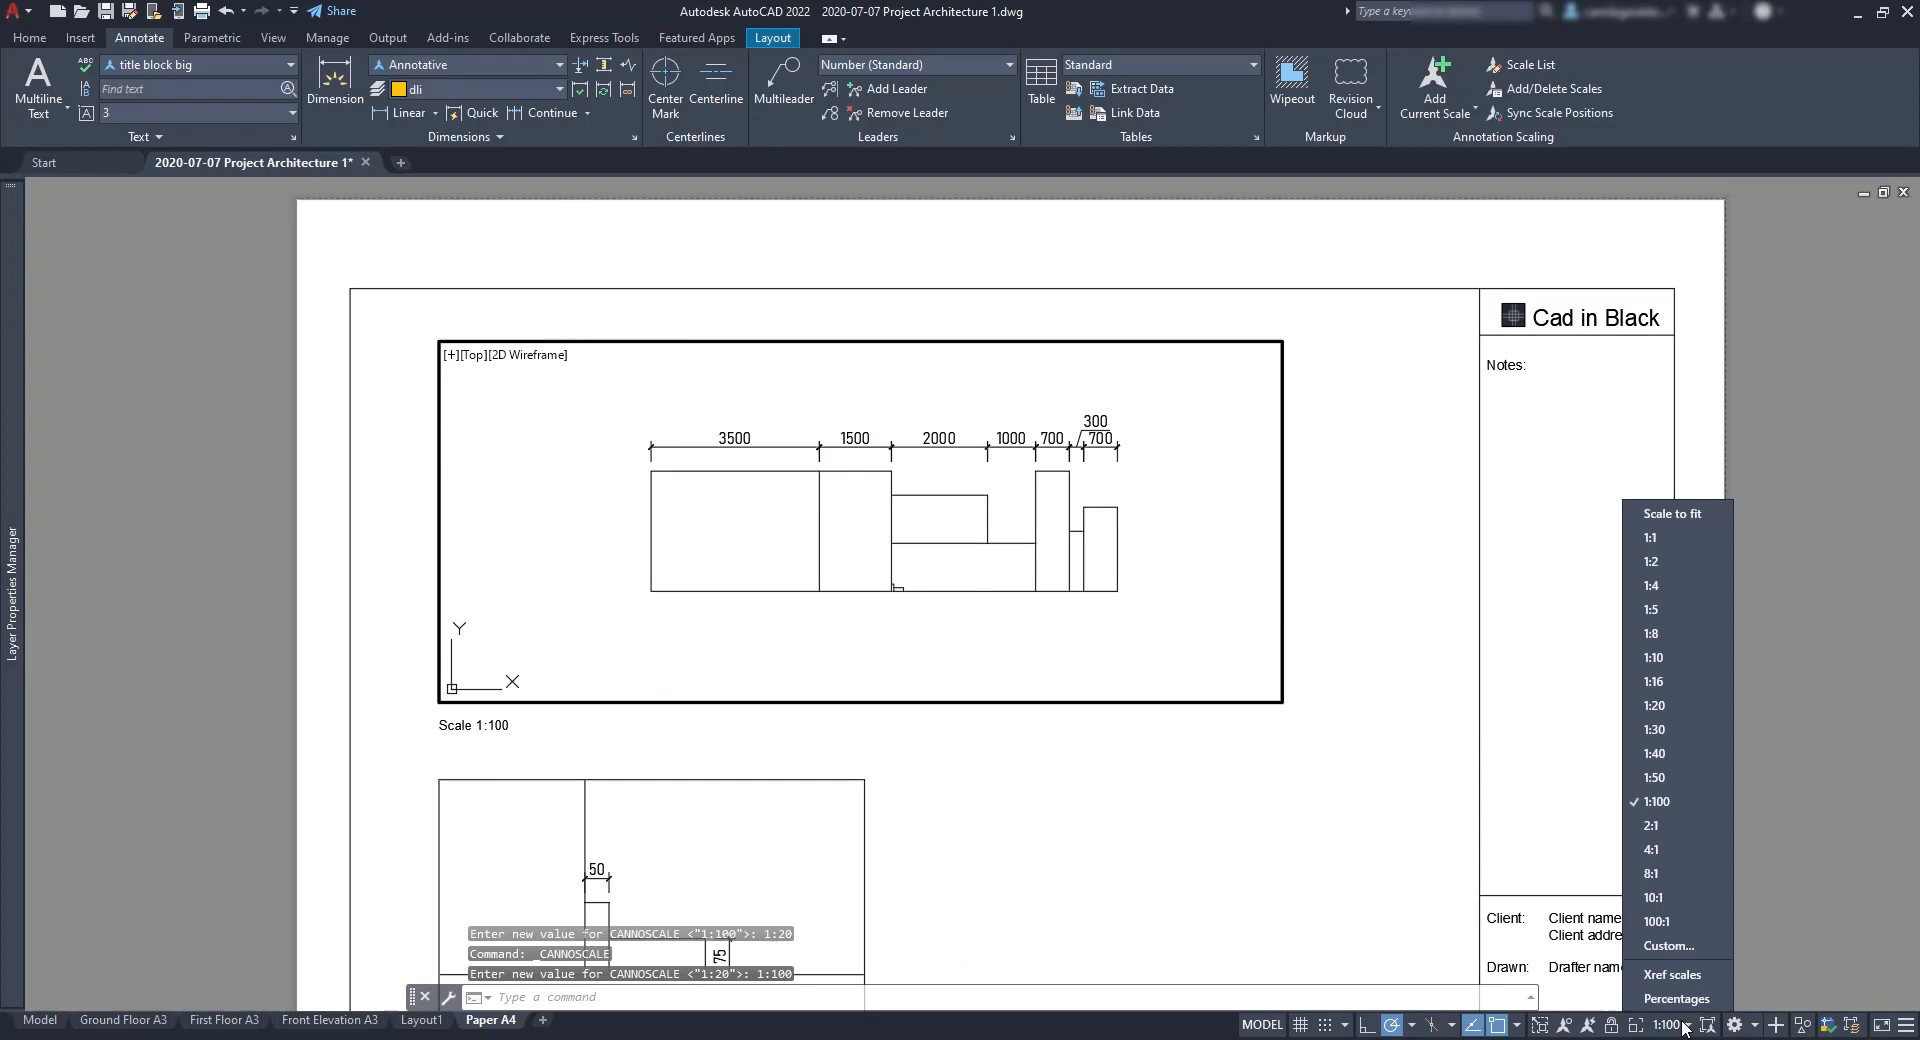 Share
Autodesk AutoCAD 2022 2020-07-07 Project Architecture 1.dwg
Type a key
Home Insert Annotate Parametric View Manage Output Add-ins Collaborate Express Tools Featured Apps Layout
ABC title block big
Annotative
Number (Standard)
Standard
Scale List
Find text
dli
Add Leader
Extract Data
Add/Delete Scales
Multiline Text
Dimension
Center Mark
Centerline
Multileader
Table
Wipeout
Revision Cloud
Add Current Scale
3
Linear Quick Continue
Remove Leader
Link Data
Sync Scale Positions
Text Dimensions Centerlines Leaders Tables Markup Annotation Scaling
Start 2020-07-07 Project Architecture 1*
Layer Properties Manager
Cad in Black
[+][Top][2D Wireframe]
Notes:
300
3500 1500 2000 1000 700 700
Y
X
Scale 1:100
50
75
Scale to fit
1:1
1:2
1:4
1:5
1:8
1:10
1:16
1:20
1:30
1:40
1:50
1:100
2:1
4:1
8:1
10:1
100:1
Custom...
Xref scales
Percentages
Client: Client name
Client addre
Drawn: Drafter nam
Enter new value for CANNOSCALE <"1:100">: 1:20
Command: _CANNOSCALE
Enter new value for CANNOSCALE <"1:20">: 1:100
Type a command
Model Ground Floor A3 First Floor A3 Front Elevation A3 Layout1 Paper A4
MODEL 1:100